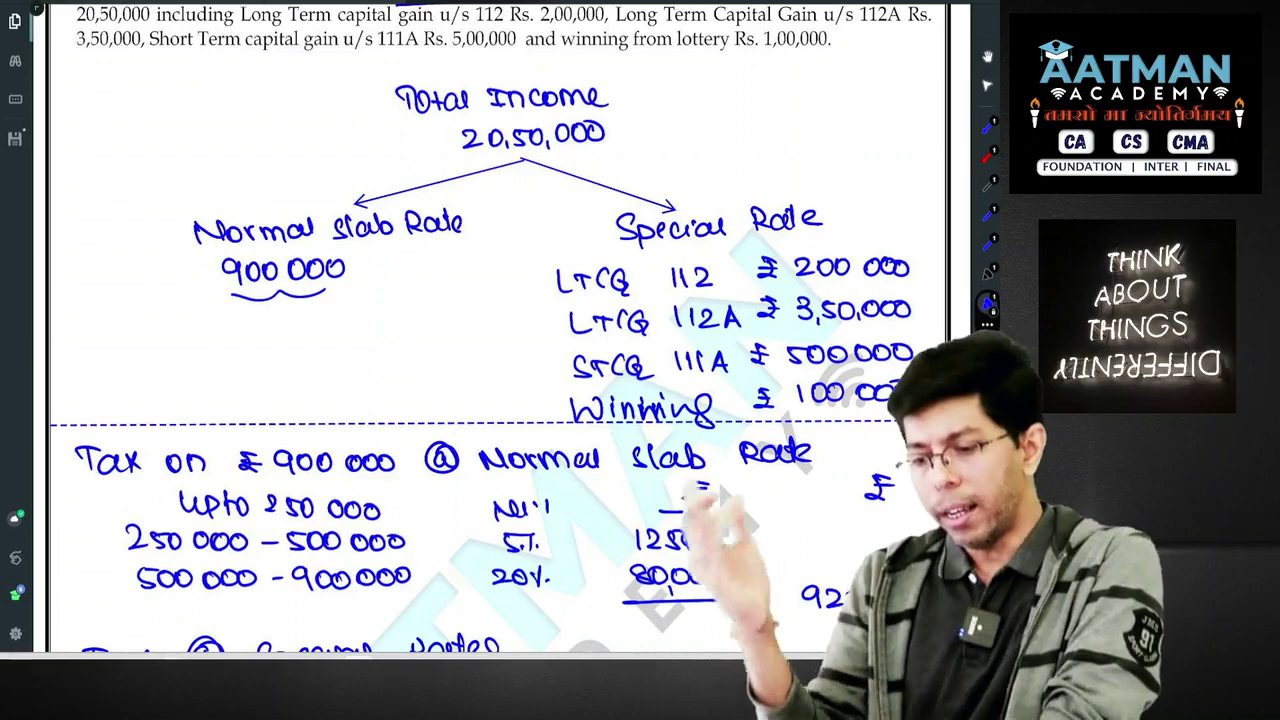 20,50,000 including Long Term capital gain u/s 112 Rs. 2,00,000, Long Term Capital Gain u/s 112A Rs.
3,50,000, Short Term capital gain u/s 111A Rs. 5,00,000 and winning from lottery Rs. 1,00,000.
Total Income
20,50,000
Normal Slab Rate
900 000
Special Rate
LTCG 112 ₹ 200 000
LTCG 112A ₹ 3,50,000
STCG 111A ₹ 500000
Winning ₹ 100 000
Tax on ₹ 900 000 @ Normal Slab Rate
Upto 250 000 Nil
250 000 - 500 000 5%
500 000 - 900 000 20%
AATMAN
ACADEMY
तमसो मा ज्योतिर्गमय
CA CS CMA
FOUNDATION | INTER | FINAL
THINK
ABOUT
THINGS
DIFFERENTLY